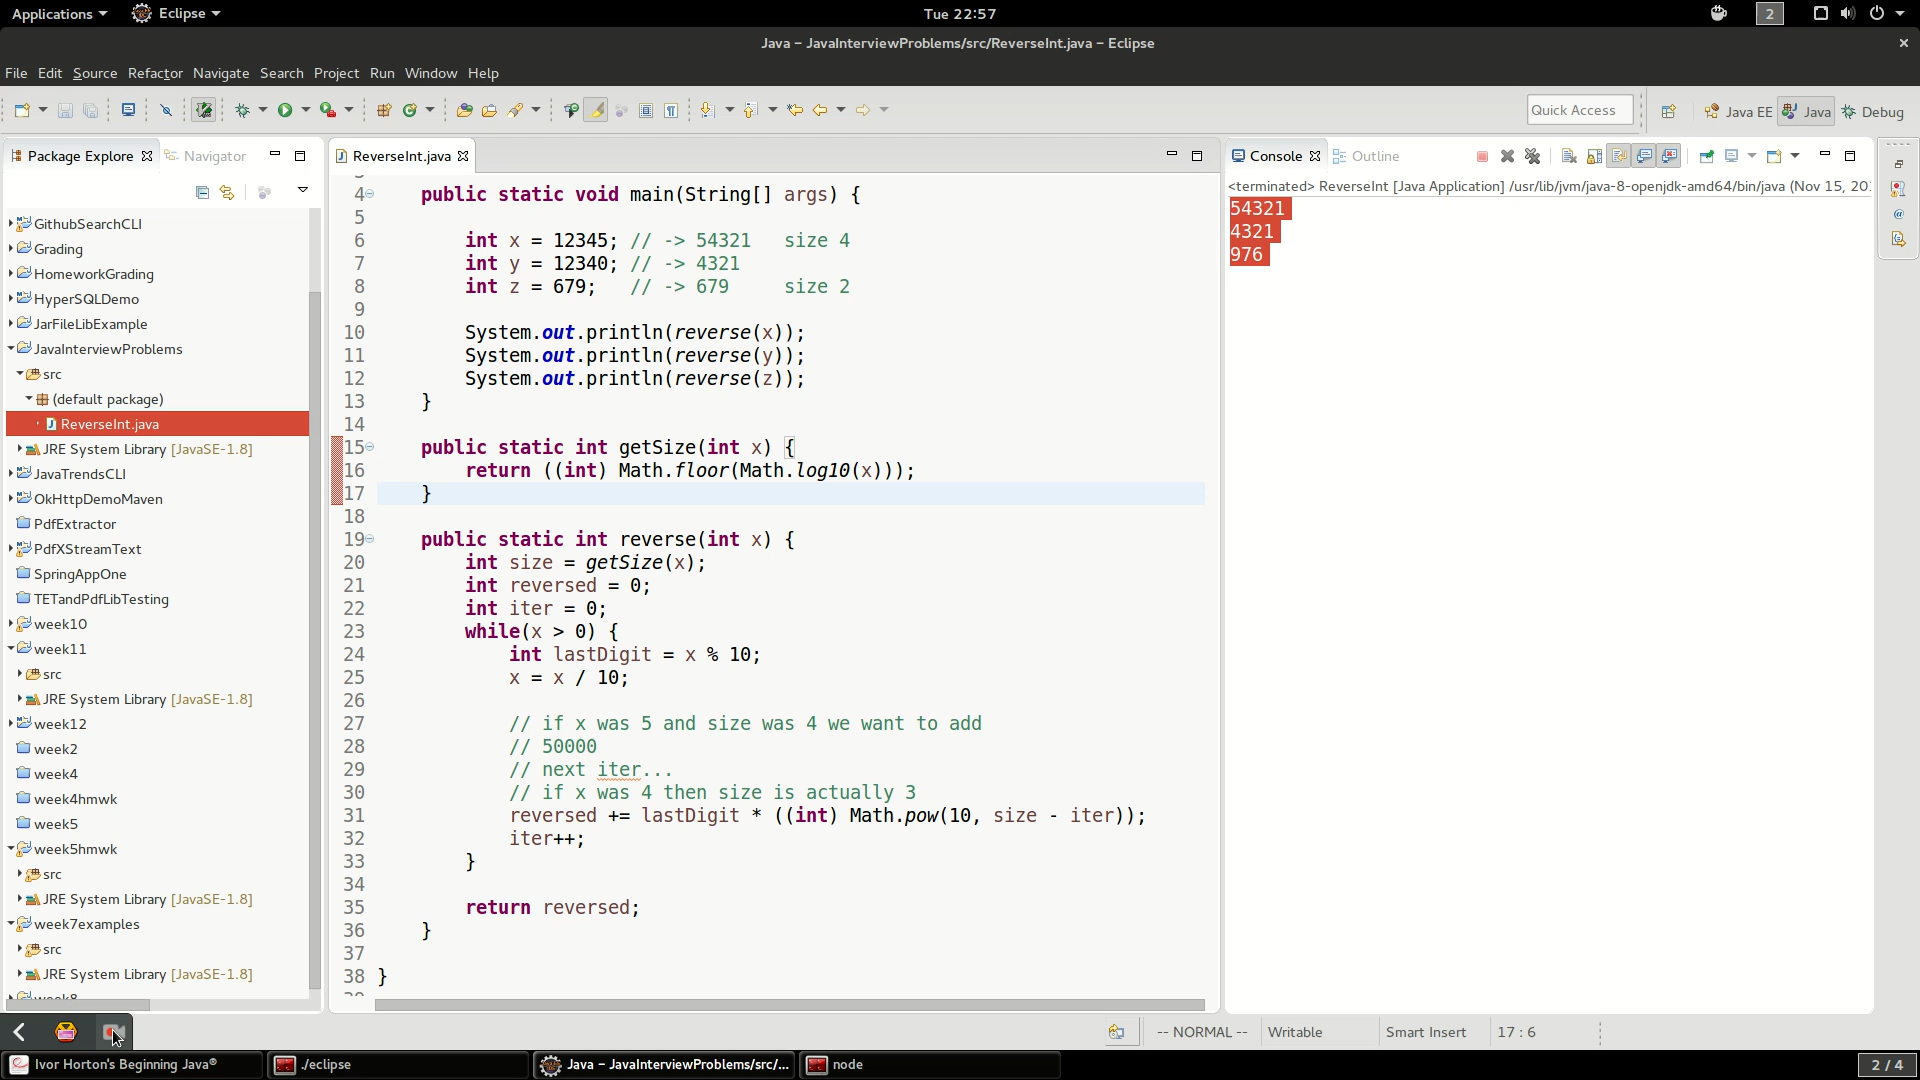 Applications Eclipse Tue 22:57 2
Java – JavaInterviewProblems/src/ReverseInt.java – Eclipse
File Edit Source Refactor Navigate Search Project Run Window Help
Quick Access Java EE Java Debug
Package Explore Navigator
GithubSearchCLI
Grading
HomeworkGrading
HyperSQLDemo
JarFileLibExample
JavaInterviewProblems
src
(default package)
ReverseInt.java
JRE System Library [JavaSE-1.8]
JavaTrendsCLI
OkHttpDemoMaven
PdfExtractor
PdfXStreamText
SpringAppOne
TETandPdfLibTesting
week10
week11
src
JRE System Library [JavaSE-1.8]
week12
week2
week4
week4hmwk
week5
week5hmwk
src
JRE System Library [JavaSE-1.8]
week7examples
src
JRE System Library [JavaSE-1.8]
week8
ReverseInt.java
4 public static void main(String[] args) {
5
6 int x = 12345; // -> 54321 size 4
7 int y = 12340; // -> 4321
8 int z = 679; // -> 679 size 2
9
10 System.out.println(reverse(x));
11 System.out.println(reverse(y));
12 System.out.println(reverse(z));
13 }
14
15 public static int getSize(int x) {
16 return ((int) Math.floor(Math.log10(x)));
17 }
18
19 public static int reverse(int x) {
20 int size = getSize(x);
21 int reversed = 0;
22 int iter = 0;
23 while(x > 0) {
24 int lastDigit = x % 10;
25 x = x / 10;
26
27 // if x was 5 and size was 4 we want to add
28 // 50000
29 // next iter...
30 // if x was 4 then size is actually 3
31 reversed += lastDigit * ((int) Math.pow(10, size - iter));
32 iter++;
33 }
34
35 return reversed;
36 }
37
38 }
Console Outline
<terminated> ReverseInt [Java Application] /usr/lib/jvm/java-8-openjdk-amd64/bin/java (Nov 15, 20
54321
4321
976
-- NORMAL -- Writable Smart Insert 17 : 6
Ivor Horton's Beginning Java® ./eclipse Java – JavaInterviewProblems/src/... node 2 / 4